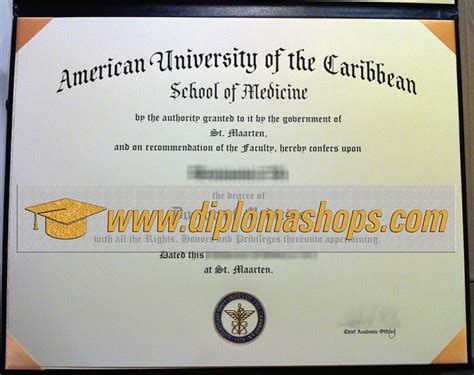 American University of the Caribbean
School of Medicine
by the authority granted to it by the government of
St. Maarten,
and on recommendation of the Faculty, hereby confers upon
the degree of
www.diplomashops.com
with all the Rights, Honors and Privileges thereunto appertaining.
Dated this
at St. Maarten.
Chief Academic Officer